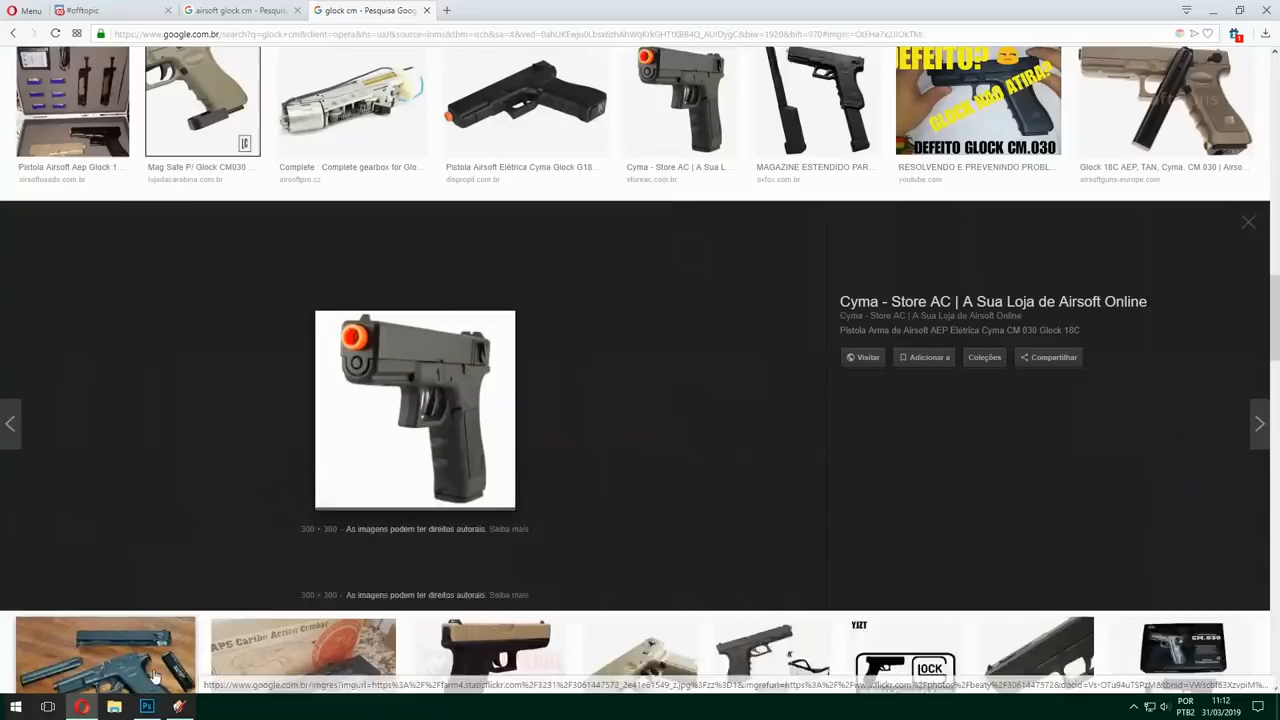 Menu
#offtopic
airsoft glock cm - Pesquisa
glock cm - Pesquisa Goog
DEFEITO?
GLOCK NÃO ATIRA?
DEFEITO GLOCK CM.030
Pistola Airsoft Aep Glock 1...
Mag Safe P/ Glock CM030
Complete : Complete gearbox for Glo...
Pistola Airsoft Elétrica Cyma Glock G18...
Cyma - Store AC | A Sua L...
MAGAZINE ESTENDIDO PAR...
RESOLVENDO E PREVENINDO PROBL...
Glock 18C AEP, TAN, Cyma, CM.030 | Airso...
airsoftusado.com.br
lojadacarabina.com.br
airsoftpro.cz
dispropil.com.br
storeac.com.br
oxfox.com.br
youtube.com
airsoftguns-europe.com
Cyma - Store AC | A Sua Loja de Airsoft Online
Cyma - Store AC | A Sua Loja de Airsoft Online
Pistola Arma de Airsoft AEP Elétrica Cyma CM 030 Glock 18C
Visitar
Adicionar a
Coleções
Compartilhar
300 × 300 - As imagens podem ter direitos autorais. Saiba mais
300 × 300 - As imagens podem ter direitos autorais. Saiba mais
APS Caribe Action Combat
YJZT
LOCK
POR
PTB2
11:12
31/03/2019